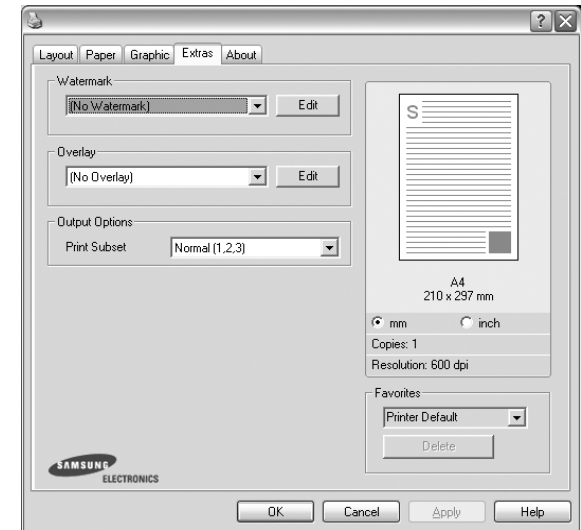 Layout Paper Graphic Extras About
Watermark
(No Watermark) Edit
Overlay
(No Overlay) Edit
Output Options
Print Subset Normal (1,2,3)
S
A4
210 x 297 mm
mm inch
Copies: 1
Resolution: 600 dpi
Favorites
Printer Default
Delete
SAMSUNG
ELECTRONICS
OK Cancel Apply Help